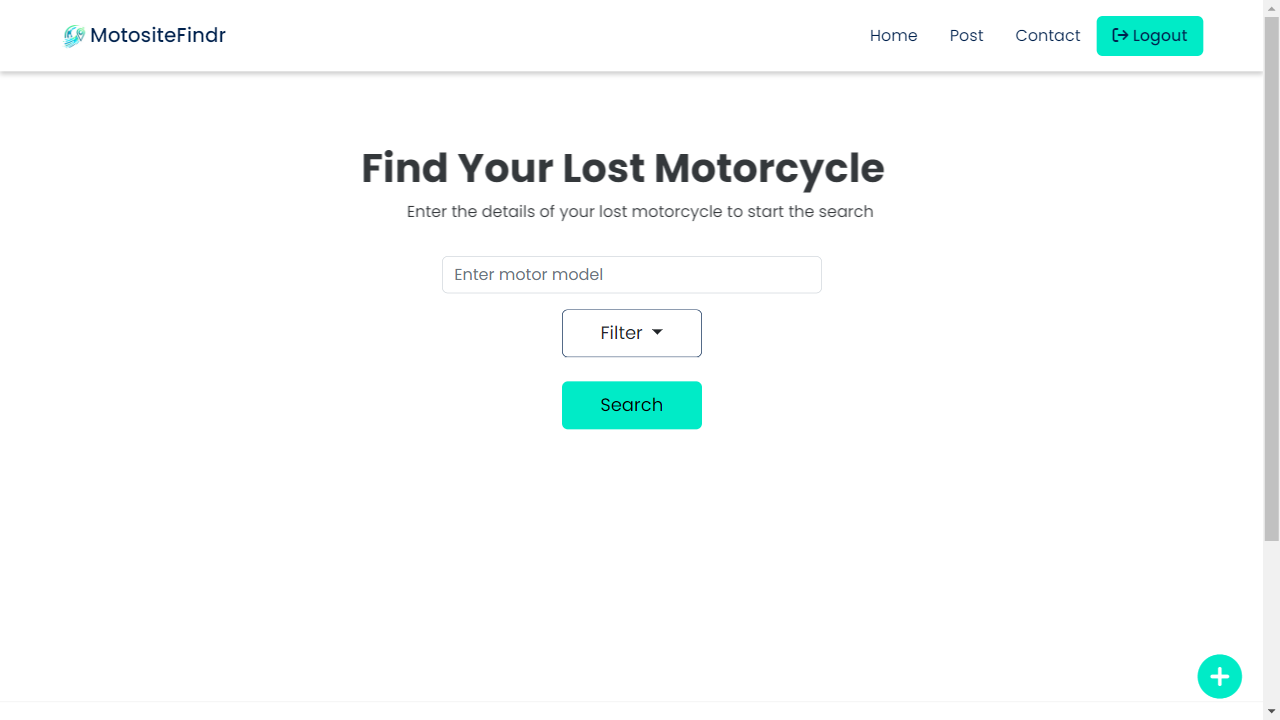 MotositeFindr
Home Post Contact Logout
Find Your Lost Motorcycle
Enter the details of your lost motorcycle to start the search
Enter motor model
Filter
Search